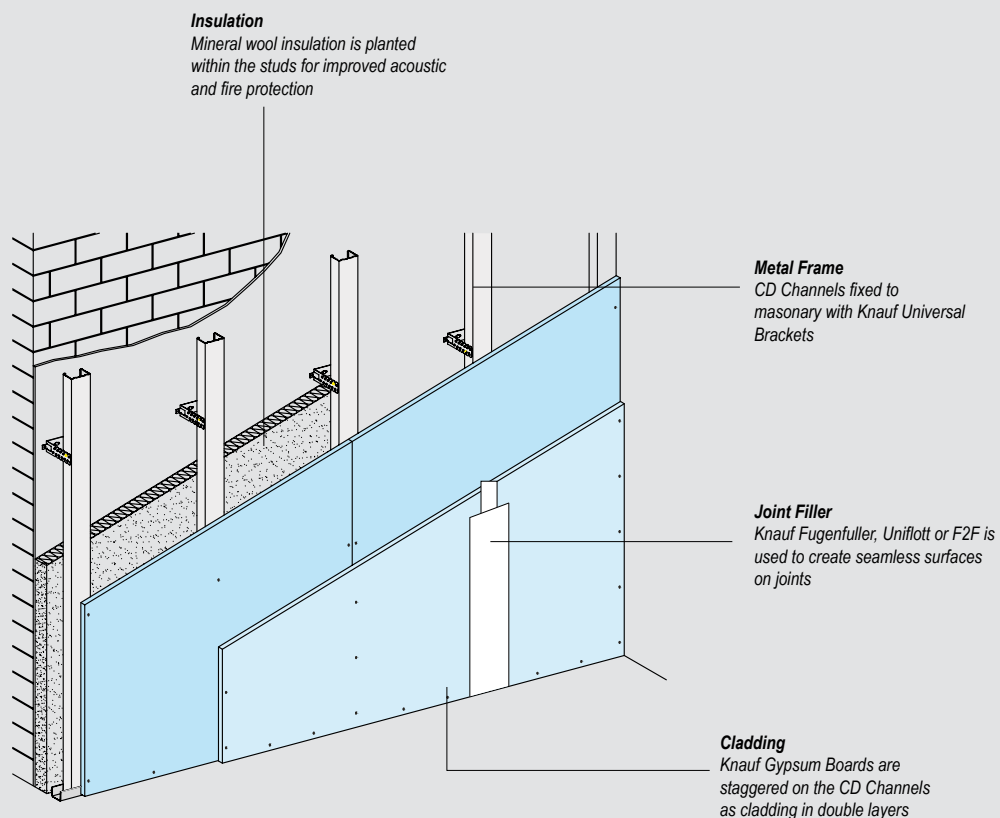 Insulation
Mineral wool insulation is planted
within the studs for improved acoustic
and fire protection
Metal Frame
CD Channels fixed to
masonary with Knauf Universal
Brackets
Joint Filler
Knauf Fugenfuller, Uniflott or F2F is
used to create seamless surfaces
on joints
Cladding
Knauf Gypsum Boards are
staggered on the CD Channels
as cladding in double layers